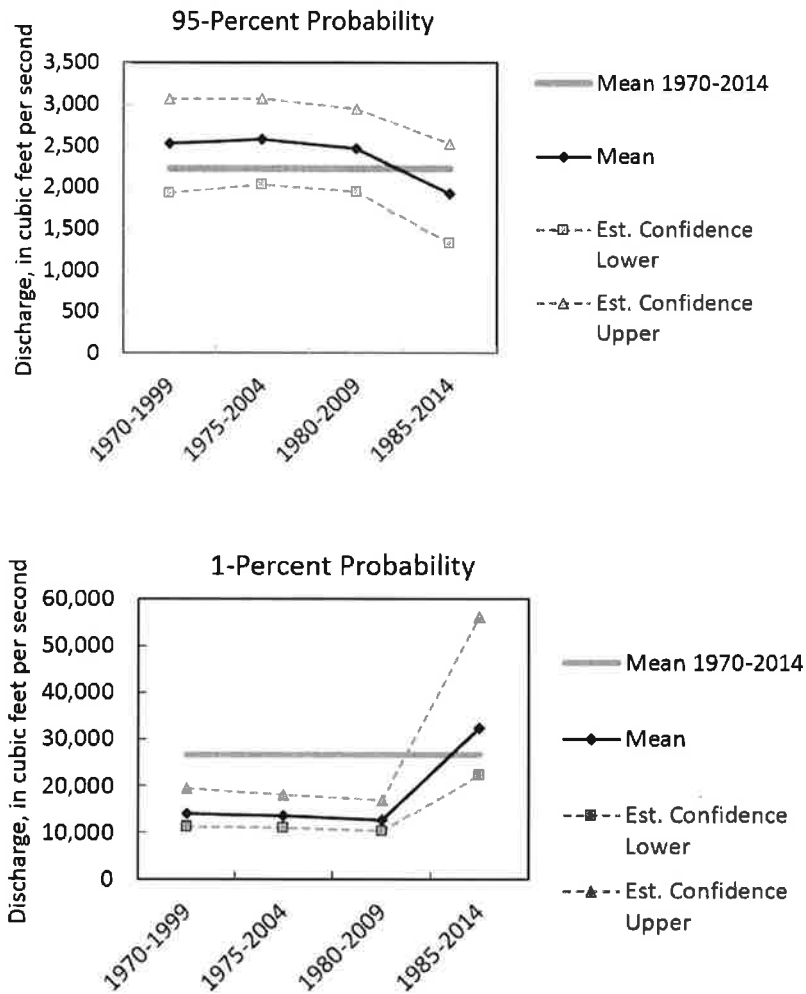 95-Percent Probability
Discharge, in cubic feet per second
3,500
3,000
2,500
2,000
1,500
1,000
500
0
1970-1999
1975-2004
1980-2009
1985-2014
Mean 1970-2014
Mean
Est. Confidence
Lower
Est. Confidence
Upper
1-Percent Probability
Discharge, in cubic feet per second
60,000
50,000
40,000
30,000
20,000
10,000
0
1970-1999
1975-2004
1980-2009
1985-2014
Mean 1970-2014
Mean
Est. Confidence
Lower
Est. Confidence
Upper